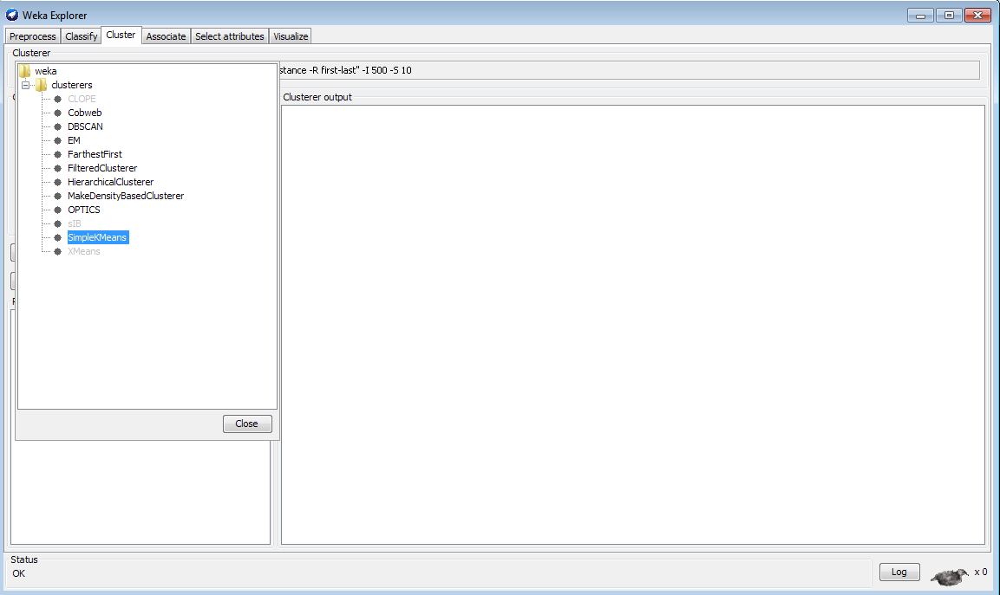 Weka Explorer
Preprocess Classify Cluster Associate Select attributes Visualize
Clusterer
weka
clusterers
CLOPE
Cobweb
DBSCAN
EM
FarthestFirst
FilteredClusterer
HierarchicalClusterer
MakeDensityBasedClusterer
OPTICS
sIB
SimpleKMeans
XMeans
Close
stance -R first-last" -I 500 -S 10
Clusterer output
Status
OK
Log
x 0